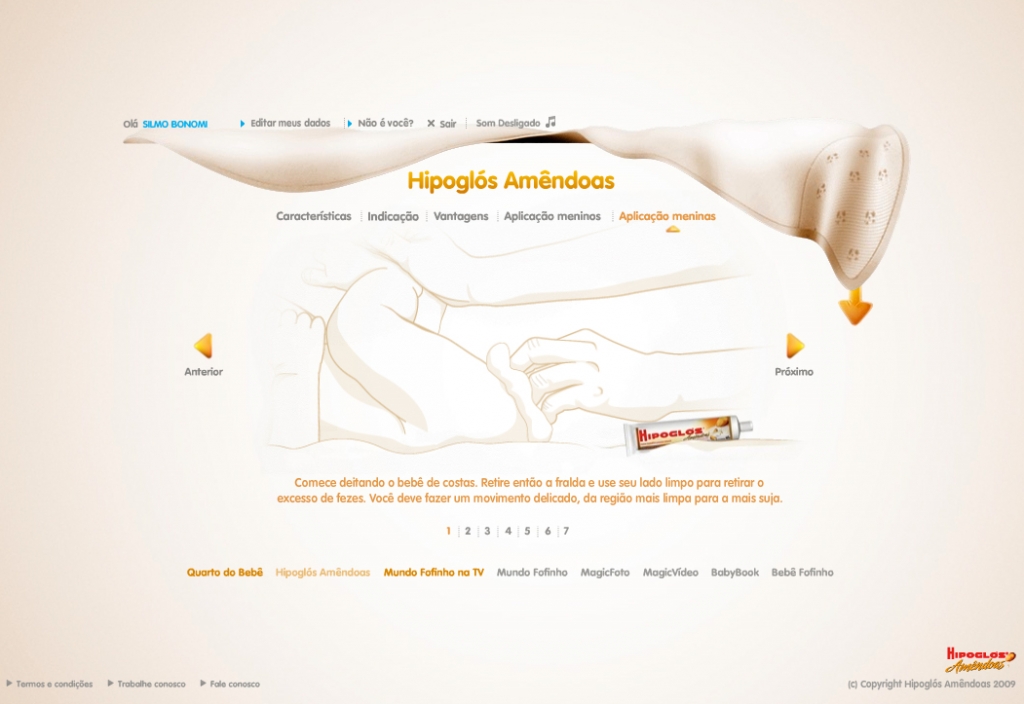 Olá SILMO BONOMI Editar meus dados Não é você? Sair Som Desligado
Hipoglós Amêndoas
Características Indicação Vantagens Aplicação meninos Aplicação meninas
Anterior
Próximo
HIPOGLÓS
Comece deitando o bebê de costas. Retire então a fralda e use seu lado limpo para retirar o
excesso de fezes. Você deve fazer um movimento delicado, da região mais limpa para a mais suja.
1 2 3 4 5 6 7
Quarto do Bebê Hipoglós Amêndoas Mundo Fofinho na TV Mundo Fofinho MagicFoto MagicVídeo BabyBook Bebê Fofinho
HIPOGLÓS
Amêndoas
Termos e condições Trabalhe conosco Fale conosco
(c) Copyright Hipoglós Amêndoas 2009